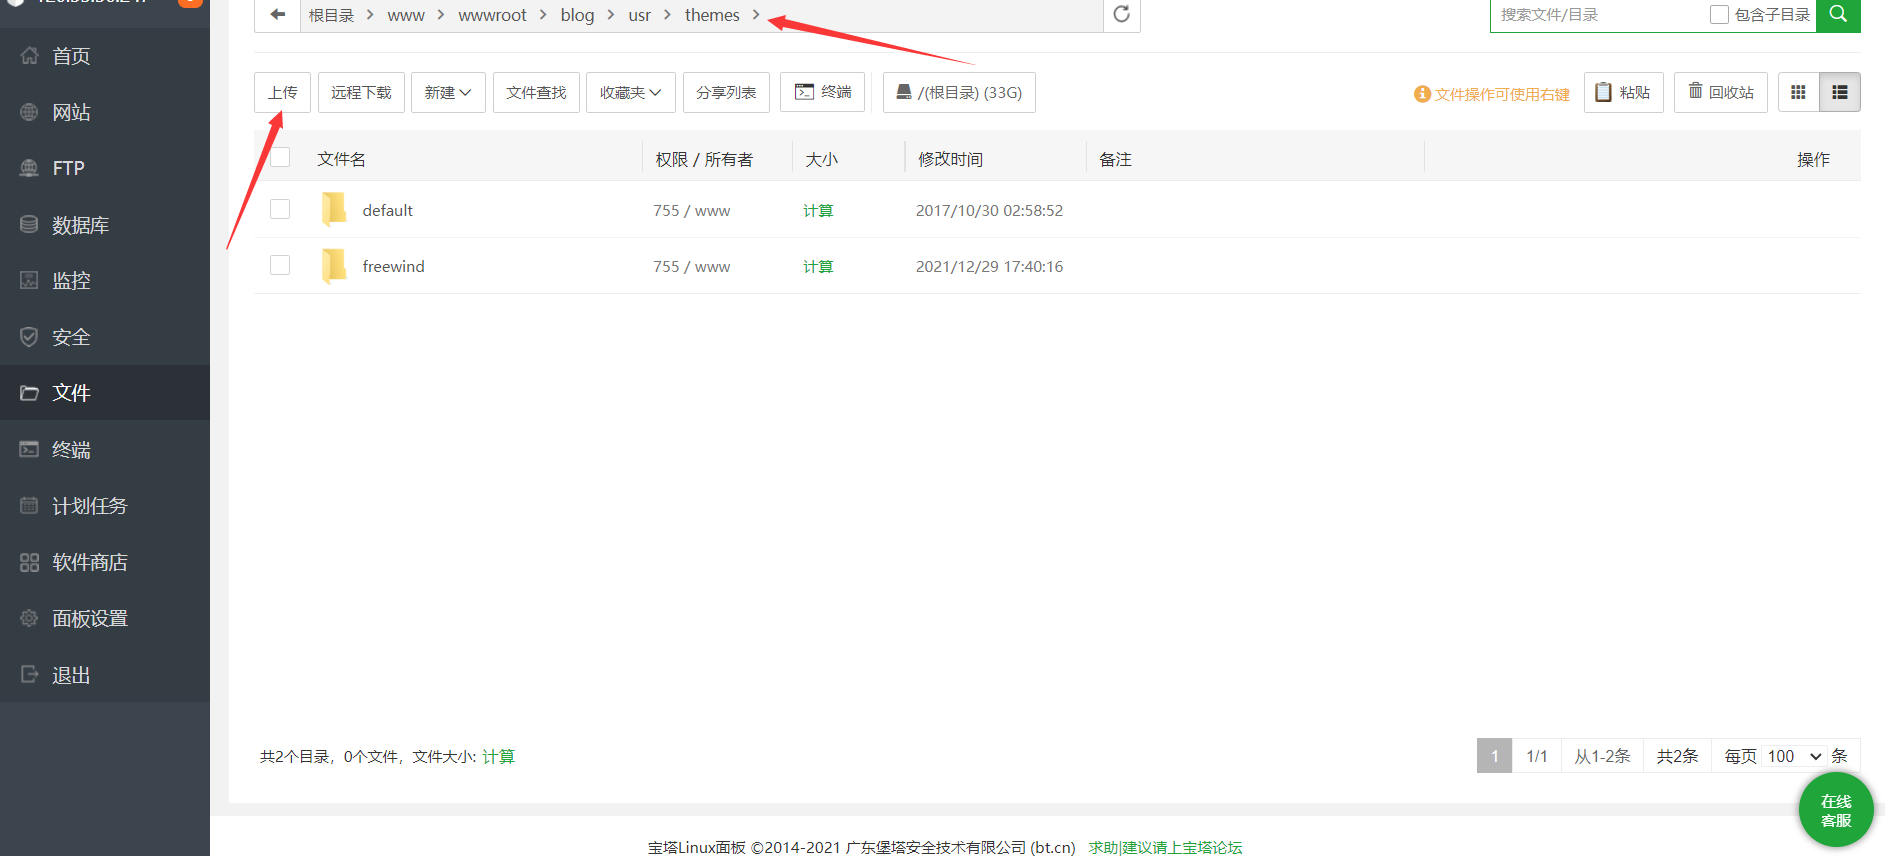 根目录 > www > wwwroot > blog > usr > themes >
搜索文件/目录 包含子目录
首页
网站
FTP
数据库
监控
安全
文件
终端
计划任务
软件商店
面板设置
退出
上传 远程下载 新建 文件查找 收藏夹 分享列表 终端 /(根目录) (33G) 文件操作可使用右键 粘贴 回收站
文件名 权限 / 所有者 大小 修改时间 备注 操作
default 755 / www 计算 2017/10/30 02:58:52
freewind 755 / www 计算 2021/12/29 17:40:16
共2个目录，0个文件，文件大小: 计算
1 1/1 从1-2条 共2条 每页 100 条
在线
客服
宝塔Linux面板 ©2014-2021 广东堡塔安全技术有限公司 (bt.cn) 求助|建议请上宝塔论坛